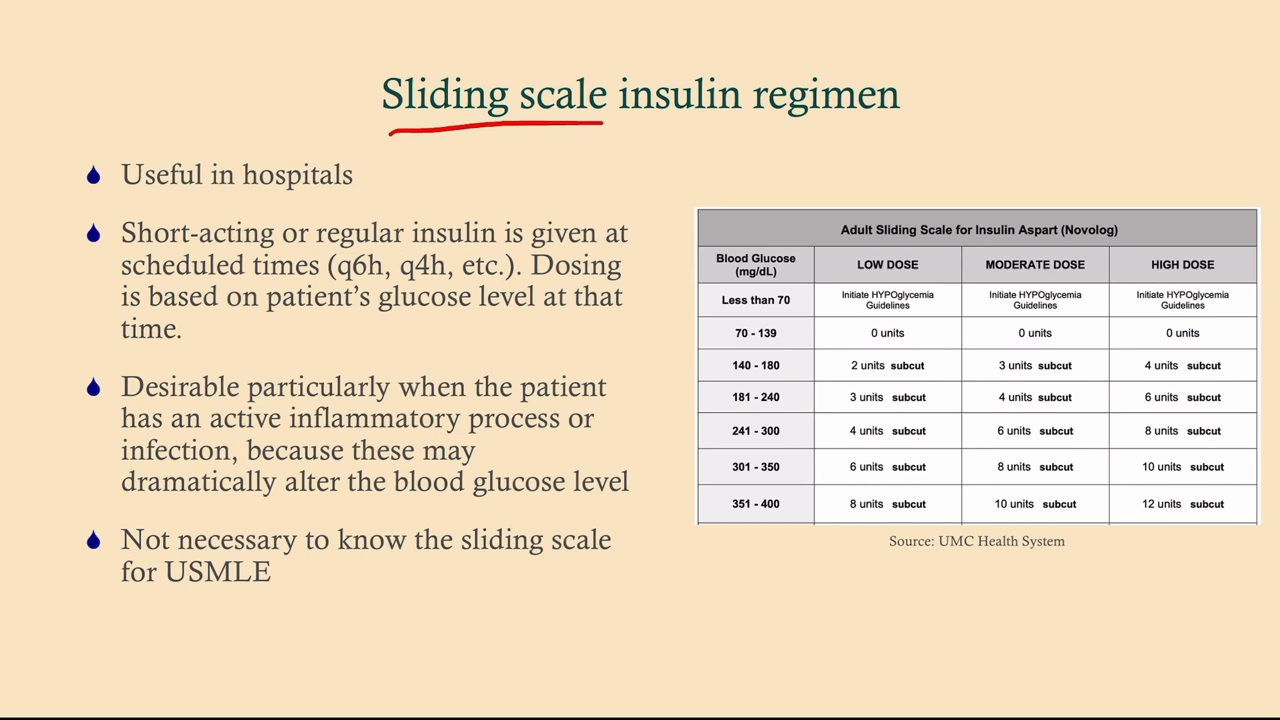 Sliding scale insulin regimen
Useful in hospitals
Short-acting or regular insulin is given at
scheduled times (q6h, q4h, etc.). Dosing
is based on patient’s glucose level at that
time.
Desirable particularly when the patient
has an active inflammatory process or
infection, because these may
dramatically alter the blood glucose level
Not necessary to know the sliding scale
for USMLE
Adult Sliding Scale for Insulin Aspart (Novolog)
Blood Glucose
(mg/dL)
LOW DOSE
MODERATE DOSE
HIGH DOSE
Less than 70
Initiate HYPOglycemia
Guidelines
Initiate HYPOglycemia
Guidelines
Initiate HYPOglycemia
Guidelines
70 - 139 0 units 0 units 0 units
140 - 180 2 units subcut 3 units subcut 4 units subcut
181 - 240 3 units subcut 4 units subcut 6 units subcut
241 - 300 4 units subcut 6 units subcut 8 units subcut
301 - 350 6 units subcut 8 units subcut 10 units subcut
351 - 400 8 units subcut 10 units subcut 12 units subcut
Source: UMC Health System